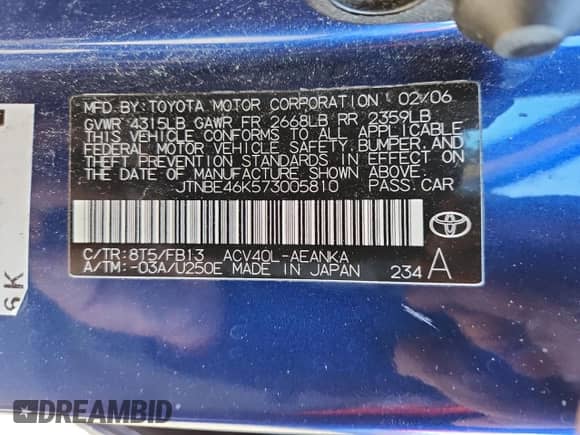 MFD. BY: TOYOTA MOTOR CORPORATION 02/06
GVWR 4315LB GAWR FR 2668LB RR 2359LB
THIS VEHICLE CONFORMS TO ALL APPLICABLE
FEDERAL MOTOR VEHICLE SAFETY, BUMPER, AND
THEFT PREVENTION STANDARDS IN EFFECT ON
THE DATE OF MANUFACTURE SHOWN ABOVE.
JTNBE46K573005810 PASS. CAR
C/TR: 8T5/FB13 ACV40L-AEANKA
A/TM: -03A/U250E MADE IN JAPAN 234 A
K
DREAMBID